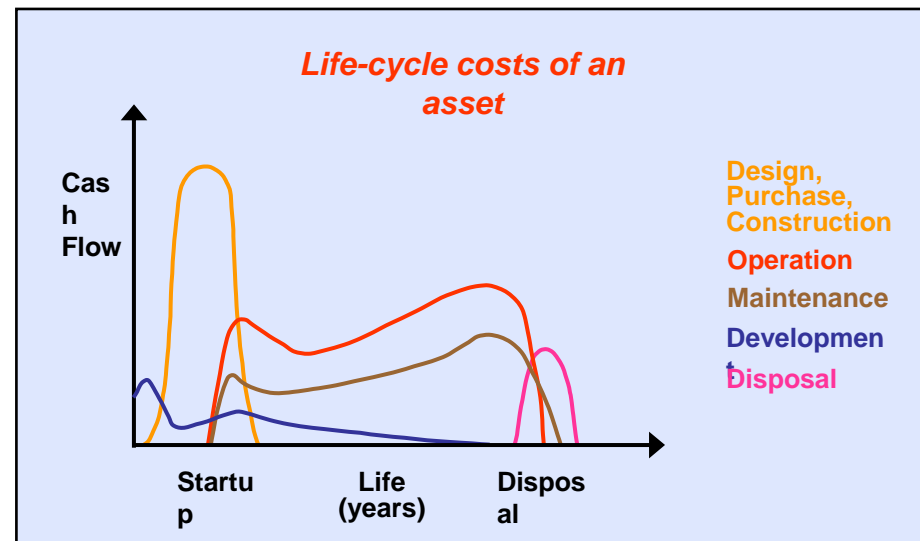 Life-cycle costs of an
asset
Cas
h
Flow
Design,
Purchase,
Construction
Operation
Maintenance
Developmen
t
Disposal
Startu
p
Life
(years)
Dispos
al